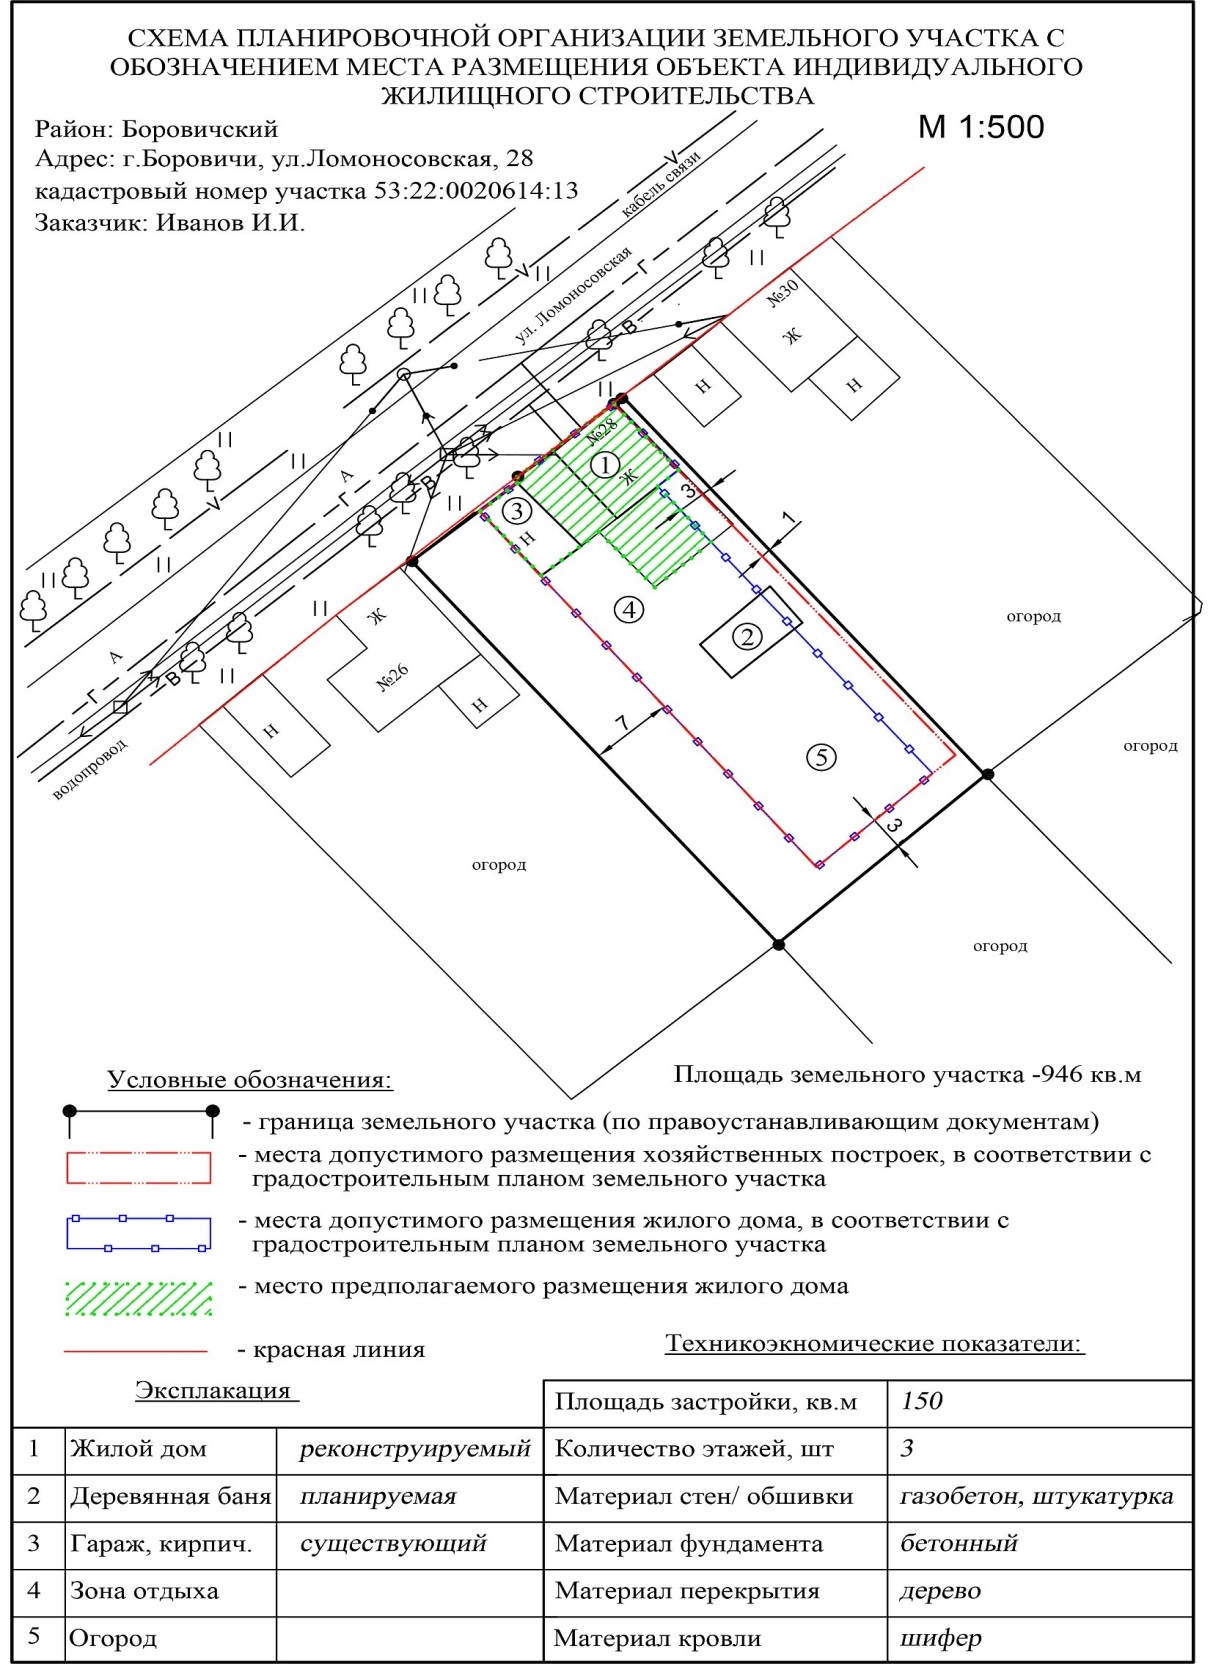 СХЕМА ПЛАНИРОВОЧНОЙ ОРГАНИЗАЦИИ ЗЕМЕЛЬНОГО УЧАСТКА С
ОБОЗНАЧЕНИЕМ МЕСТА РАЗМЕЩЕНИЯ ОБЪЕКТА ИНДИВИДУАЛЬНОГО
ЖИЛИЩНОГО СТРОИТЕЛЬСТВА
М 1:500
Район: Боровичский
Адрес: г.Боровичи, ул.Ломоносовская, 28
кадастровый номер участка 53:22:0020614:13
Заказчик: Иванов И.И.
V
кабель связи
V
ул. Ломоносовская
Г
В
№30
Ж
Н
Н
№28
1
Ж
3
Н
3
1
А
Г
В
V
4
2
огород
Ж
№26
Н
Н
А
Г
В
водопровод
7
5
огород
3
огород
огород
Условные обозначения:
Площадь земельного участка -946 кв.м
- граница земельного участка (по правоустанавливающим документам)
- места допустимого размещения хозяйственных построек, в соответствии с
градостроительным планом земельного участка
- места допустимого размещения жилого дома, в соответствии с
градостроительным планом земельного участка
- место предполагаемого размещения жилого дома
- красная линия
Техникоэкномические показатели:
Эксплакация
Площадь застройки, кв.м 150
1 Жилой дом реконструируемый Количество этажей, шт 3
2 Деревянная баня планируемая Материал стен/ обшивки газобетон, штукатурка
3 Гараж, кирпич. существующий Материал фундамента бетонный
4 Зона отдыха Материал перекрытия дерево
5 Огород Материал кровли шифер